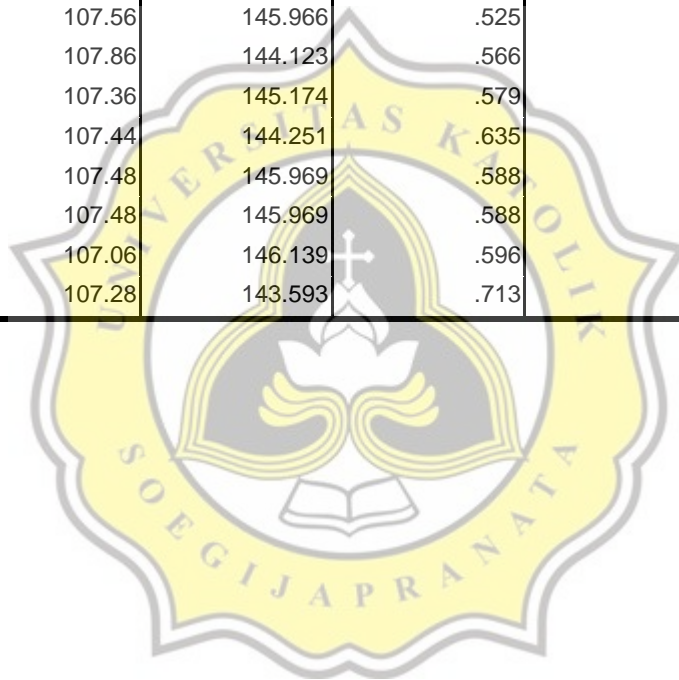 107.56 145.966 .525
107.86 144.123 .566
107.36 145.174 .579
107.44 144.251 .635
107.48 145.969 .588
107.48 145.969 .588
107.06 146.139 .596
107.28 143.593 .713
UNIVERSITAS KATOLIK
SOEGIJAPRANATA